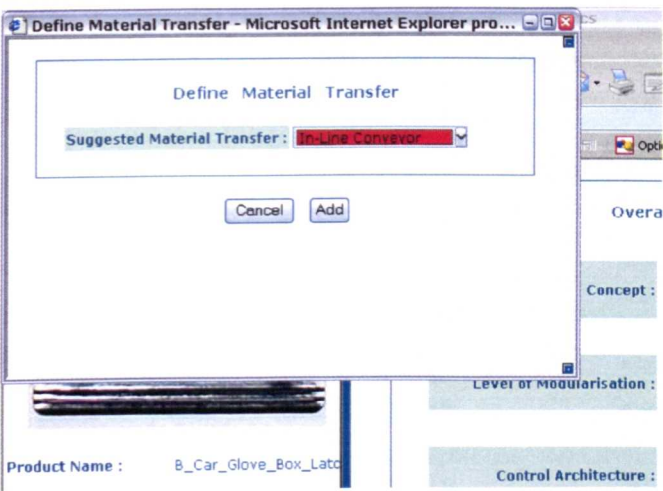 Define Material Transfer - Microsoft Internet Explorer pro...
Define Material Transfer
Suggested Material Transfer :
In-Line Conveyor
Cancel
Add
Opti
Overa
Concept :
Level of Modularisation :
Control Architecture :
Product Name :
B_Car_Glove_Box_Latc